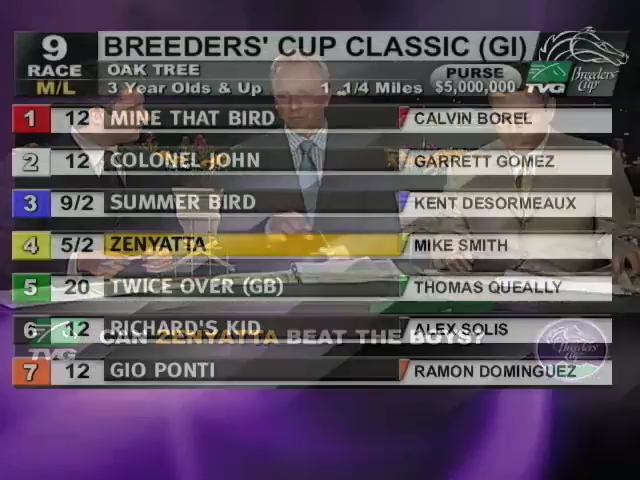 9
RACE
M/L
BREEDERS' CUP CLASSIC (GI)
OAK TREE
3 Year Olds & Up 1 1/4 Miles
PURSE
$5,000,000
TVG
Breeders' Cup
1 12 MINE THAT BIRD CALVIN BOREL
2 12 COLONEL JOHN GARRETT GOMEZ
3 9/2 SUMMER BIRD KENT DESORMEAUX
4 5/2 ZENYATTA MIKE SMITH
5 20 TWICE OVER (GB) THOMAS QUEALLY
6 12 RICHARD'S KID ALEX SOLIS
TVG
CAN ZENYATTA BEAT THE BOYS?
Breeders' Cup
7 12 GIO PONTI RAMON DOMINGUEZ